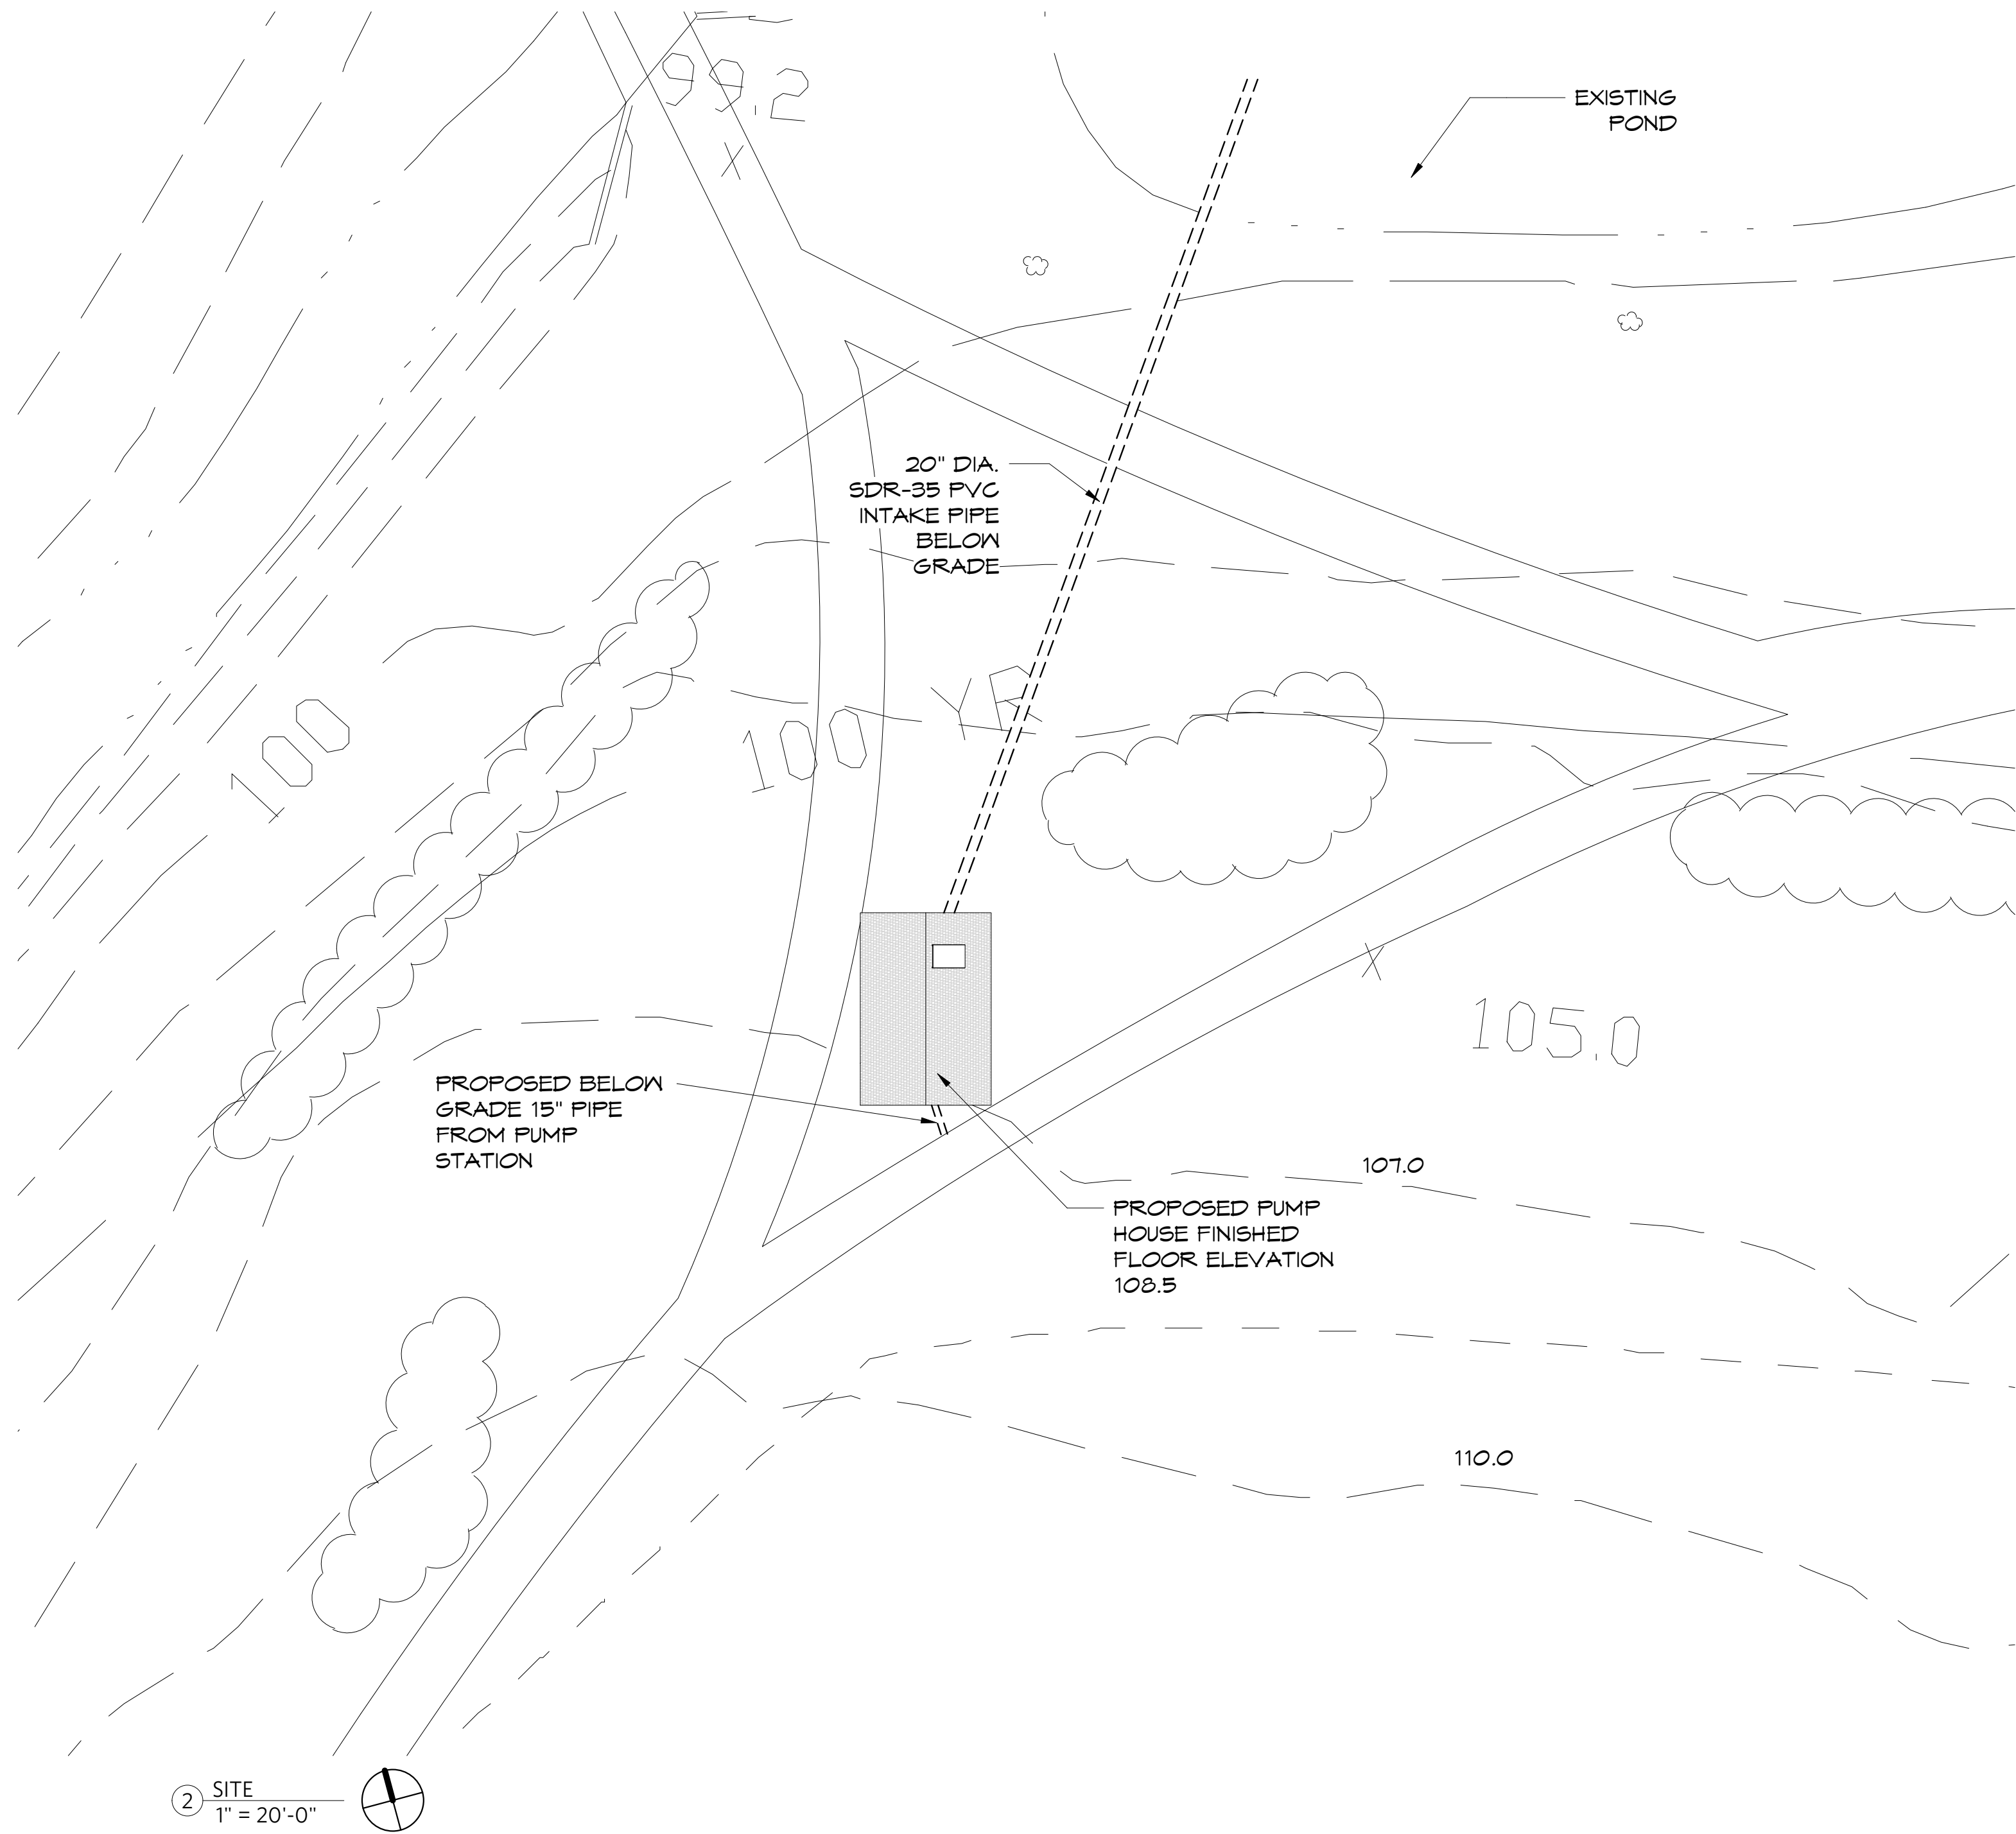 99.2
EXISTING
POND
20" DIA.
SDR-35 PVC
INTAKE PIPE
BELOW
GRADE
100
100
105.0
PROPOSED BELOW
GRADE 15" PIPE
FROM PUMP
STATION
107.0
PROPOSED PUMP
HOUSE FINISHED
FLOOR ELEVATION
108.5
110.0
2 SITE
1" = 20'-0"